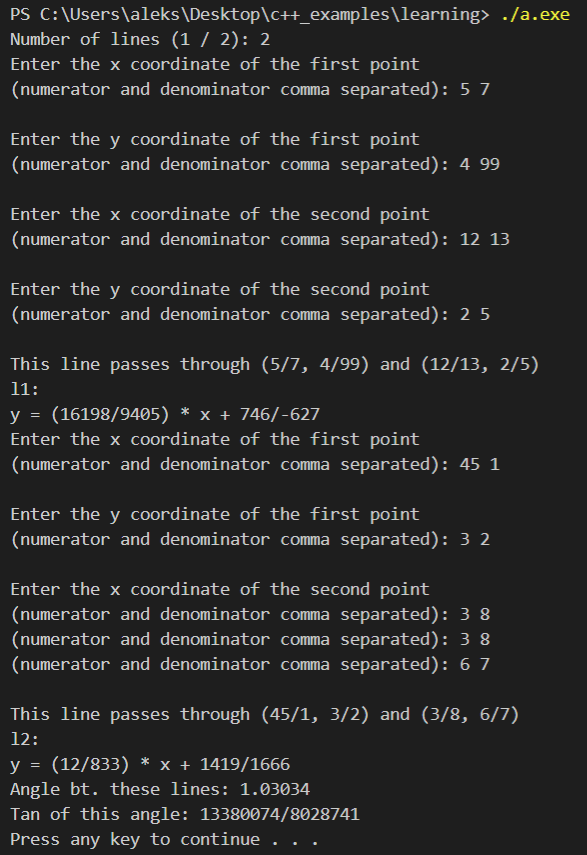 PS C:\Users\aleks\Desktop\c++_examples\learning> ./a.exe
Number of lines (1 / 2): 2
Enter the x coordinate of the first point
(numerator and denominator comma separated): 5 7
Enter the y coordinate of the first point
(numerator and denominator comma separated): 4 99
Enter the x coordinate of the second point
(numerator and denominator comma separated): 12 13
Enter the y coordinate of the second point
(numerator and denominator comma separated): 2 5
This line passes through (5/7, 4/99) and (12/13, 2/5)
l1:
y = (16198/9405) * x + 746/-627
Enter the x coordinate of the first point
(numerator and denominator comma separated): 45 1
Enter the y coordinate of the first point
(numerator and denominator comma separated): 3 2
Enter the x coordinate of the second point
(numerator and denominator comma separated): 3 8
(numerator and denominator comma separated): 3 8
(numerator and denominator comma separated): 6 7
This line passes through (45/1, 3/2) and (3/8, 6/7)
l2:
y = (12/833) * x + 1419/1666
Angle bt. these lines: 1.03034
Tan of this angle: 13380074/8028741
Press any key to continue . . .